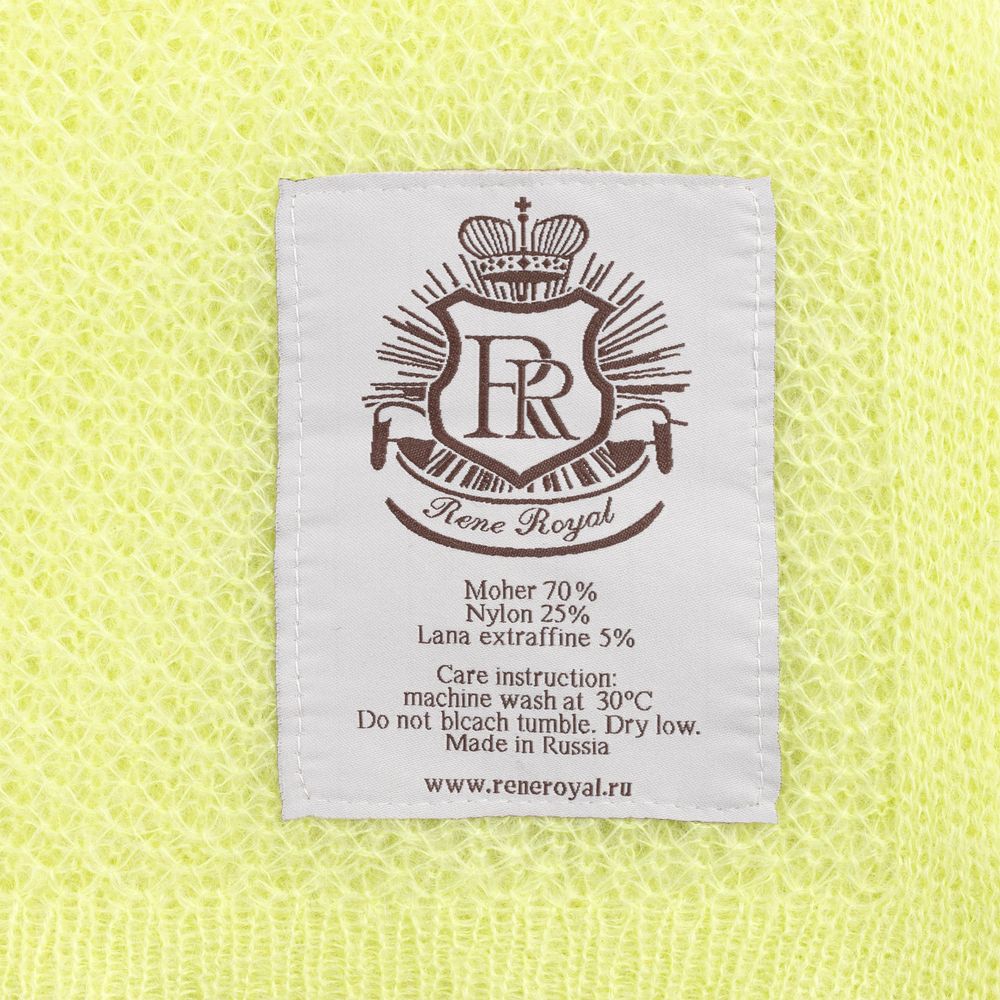 PR
Rene Royal
Moher 70%
Nylon 25%
Lana extraffine 5%
Care instruction:
machine wash at 30°C
Do not blcach tumble. Dry low.
Made in Russia
www.reneroyal.ru